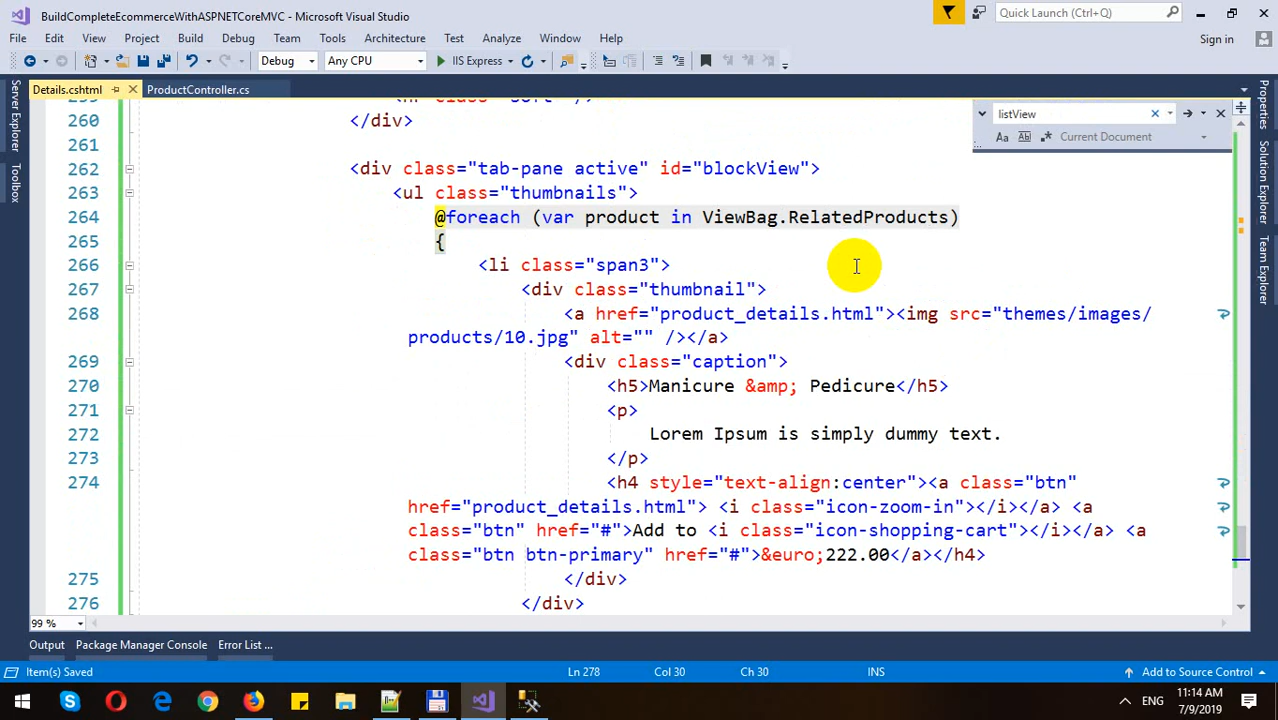 BuildCompleteEcommerceWithASPNETCoreMVC - Microsoft Visual Studio
Quick Launch (Ctrl+Q)
File Edit View Project Build Debug Team Tools Architecture Test Analyze Window Help
Sign in
Debug Any CPU IIS Express
Details.cshtml ProductController.cs
Server Explorer
Toolbox
Properties
Team Explorer
listView
Current Document
260 </div>
261
262 <div class="tab-pane active" id="blockView">
263 <ul class="thumbnails">
264 @foreach (var product in ViewBag.RelatedProducts)
265 {
266 <li class="span3">
267 <div class="thumbnail">
268 <a href="product_details.html"><img src="themes/images/
products/10.jpg" alt="" /></a>
269 <div class="caption">
270 <h5>Manicure &amp; Pedicure</h5>
271 <p>
272 Lorem Ipsum is simply dummy text.
273 </p>
274 <h4 style="text-align:center"><a class="btn"
href="product_details.html"> <i class="icon-zoom-in"></i></a> <a
class="btn" href="#">Add to <i class="icon-shopping-cart"></i></a> <a
class="btn btn-primary" href="#">&euro;222.00</a></h4>
275 </div>
276 </div>
99 %
Output Package Manager Console Error List ...
Item(s) Saved Ln 278 Col 30 Ch 30 INS Add to Source Control
ENG
11:14 AM
7/9/2019